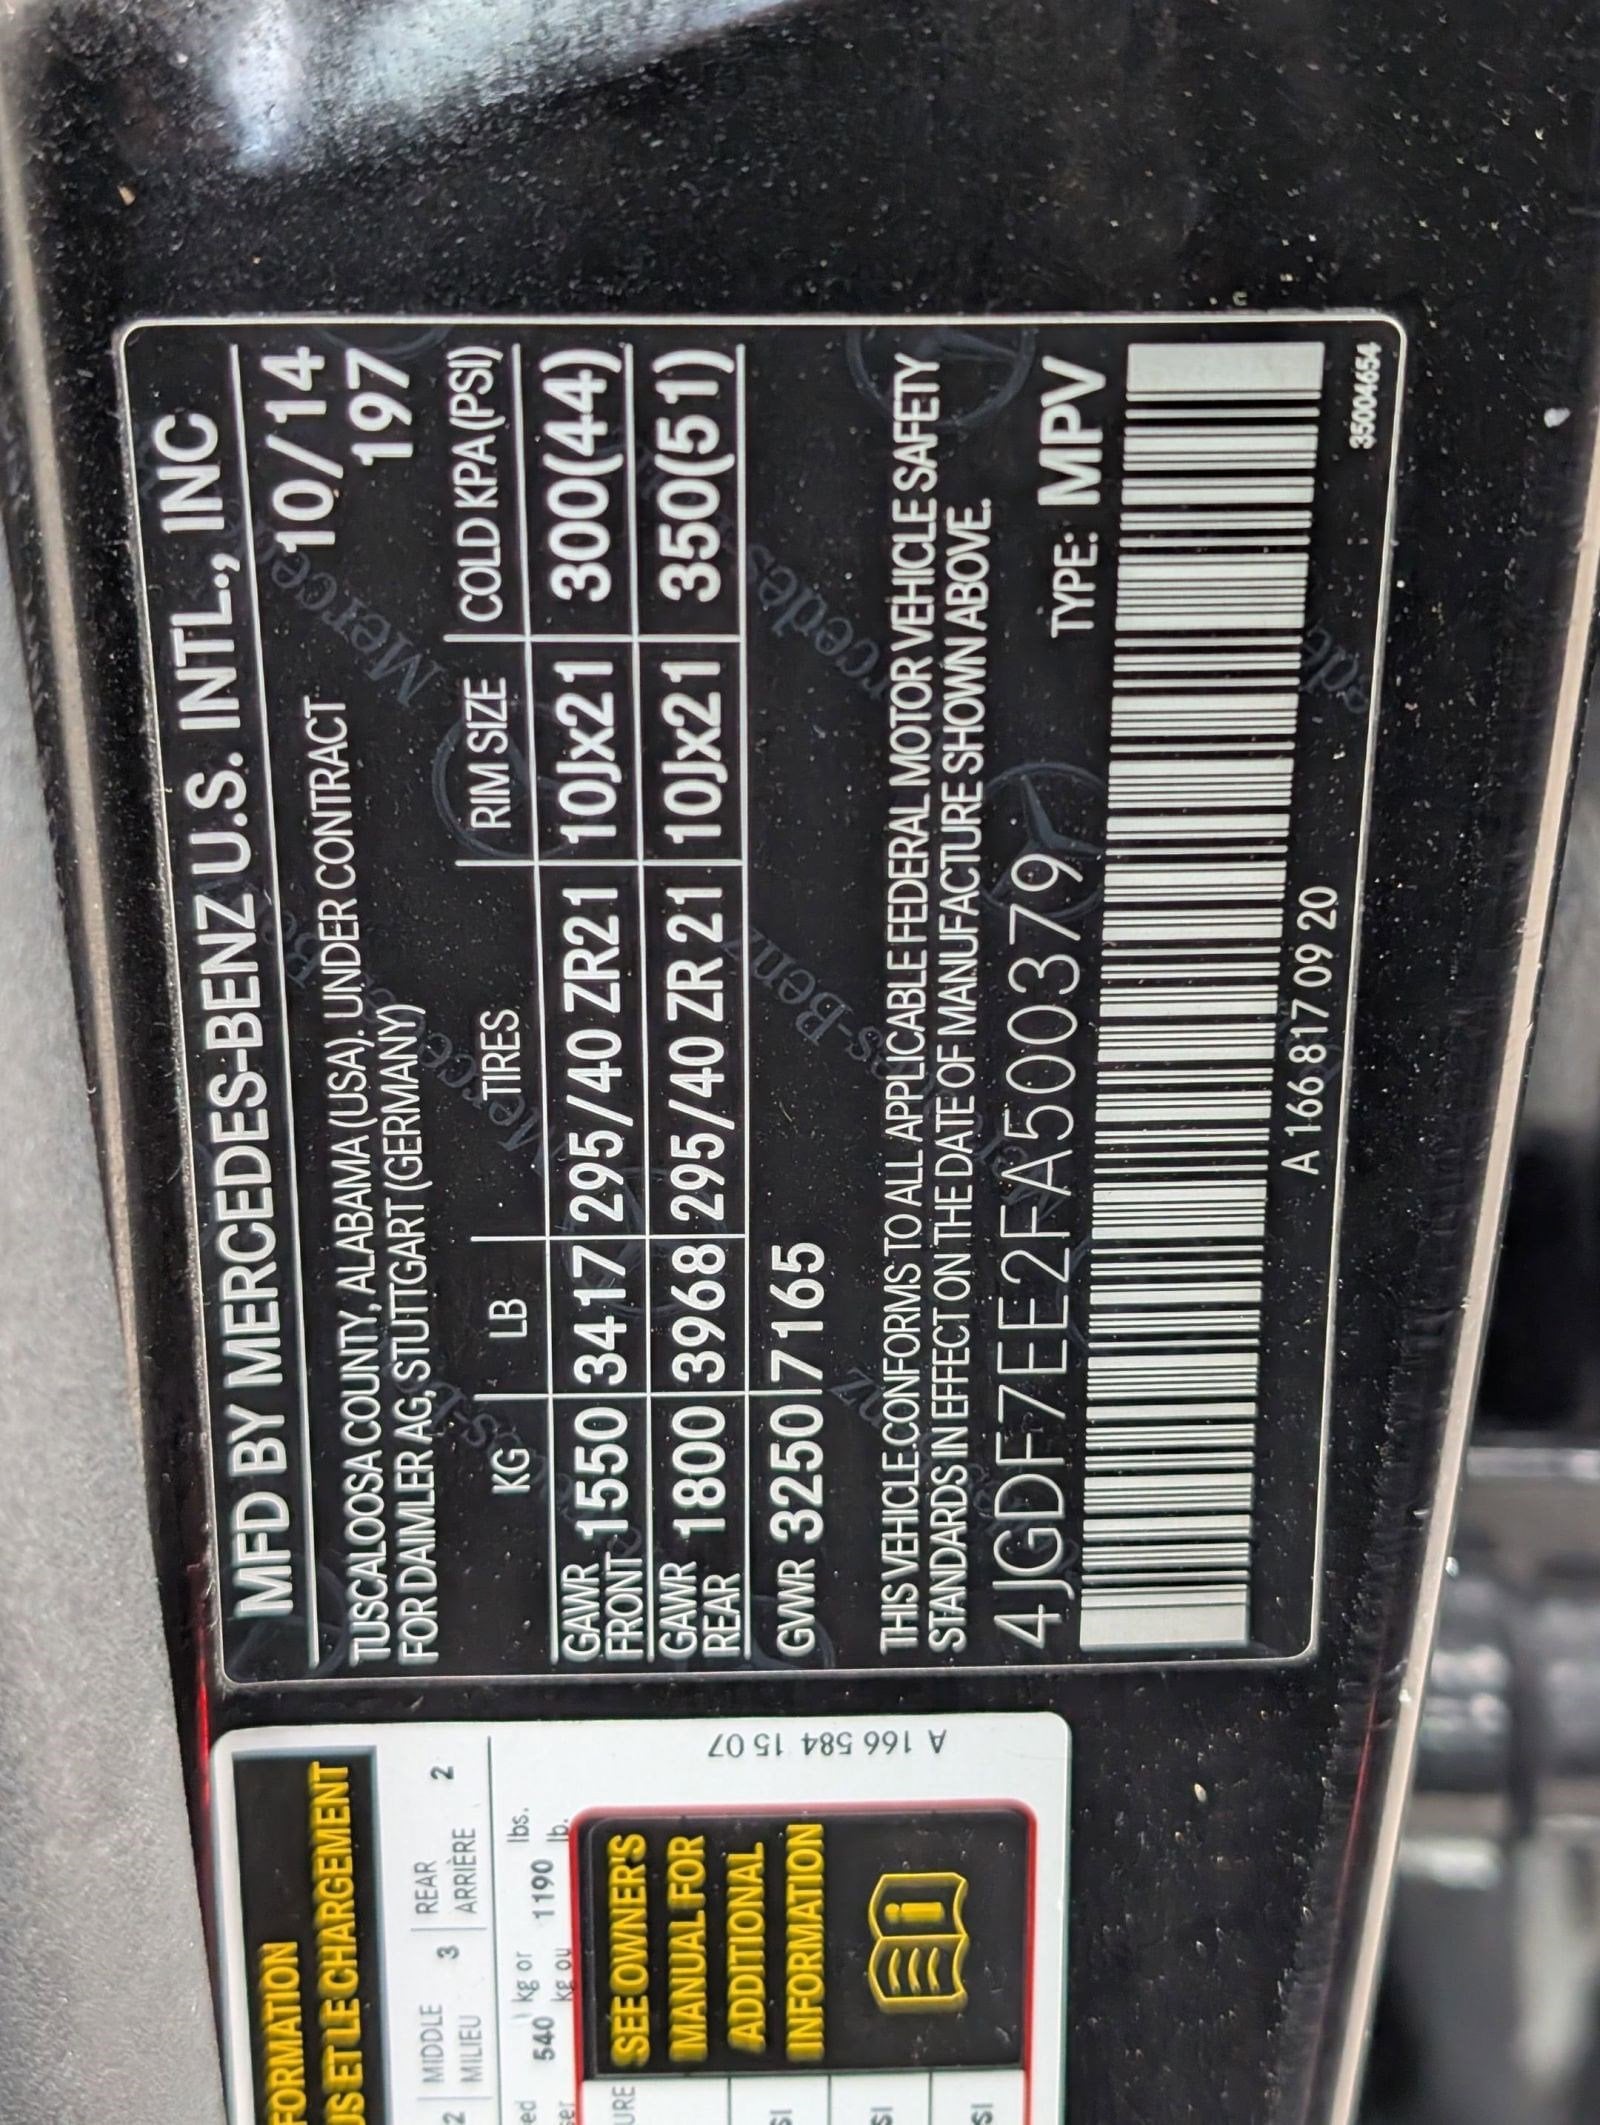 MFD BY MERCEDES-BENZ U.S. INTL., INC
TUSCALOOSA COUNTY, ALABAMA (USA), UNDER CONTRACT 10/14
FOR DAIMLER AG, STUTTGART (GERMANY) 197
KG LB TIRES RIM SIZE COLD KPA (PSI)
GAWR FRONT 1550 3417 295/40 ZR21 10Jx21 300(44)
GAWR REAR 1800 3968 295/40 ZR 21 10Jx21 350(51)
GVWR 3250 7165
THIS VEHICLE CONFORMS TO ALL APPLICABLE FEDERAL MOTOR VEHICLE SAFETY
STANDARDS IN EFFECT ON THE DATE OF MANUFACTURE SHOWN ABOVE.
4JGDF7EE2FA500379 TYPE: MPV
A 166 817 09 20
35004654
ET LE CHARGEMENT
2 MIDDLE 3 REAR 2
MILIEU ARRIÈRE
540 kg or 1190 lbs.
kg ou lb.
SEE OWNER'S
MANUAL FOR
ADDITIONAL
INFORMATION
A 166 584 15 07